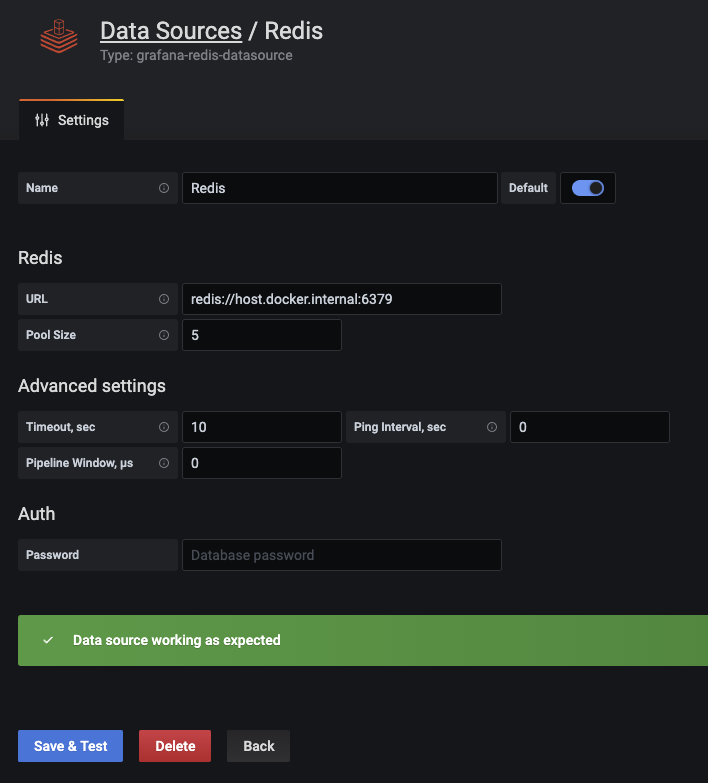 Data Sources / Redis
Type: grafana-redis-datasource
Settings
Name Redis Default
Redis
URL redis://host.docker.internal:6379
Pool Size 5
Advanced settings
Timeout, sec 10 Ping Interval, sec 0
Pipeline Window, μs 0
Auth
Password Database password
Data source working as expected
Save & Test Delete Back